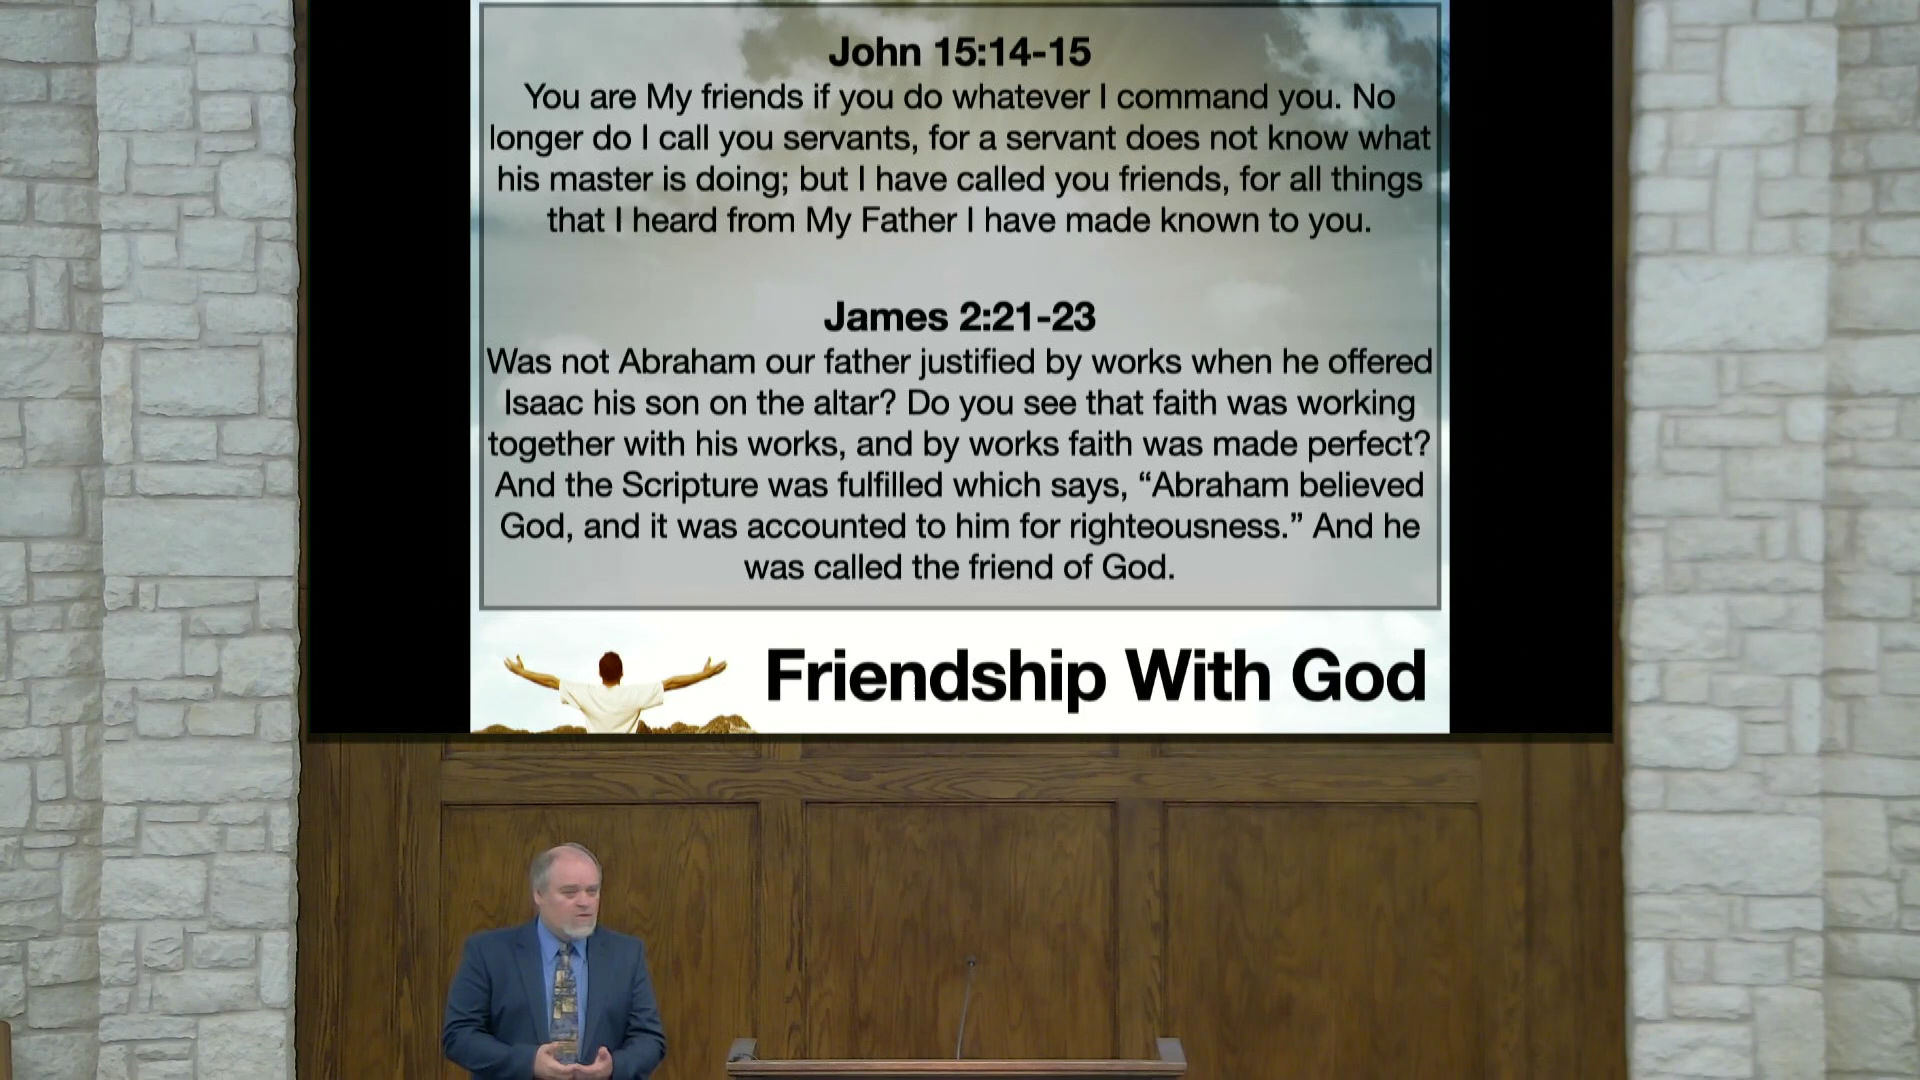 John 15:14-15
You are My friends if you do whatever I command you. No
longer do I call you servants, for a servant does not know what
his master is doing; but I have called you friends, for all things
that I heard from My Father I have made known to you.
James 2:21-23
Was not Abraham our father justified by works when he offered
Isaac his son on the altar? Do you see that faith was working
together with his works, and by works faith was made perfect?
And the Scripture was fulfilled which says, “Abraham believed
God, and it was accounted to him for righteousness.” And he
was called the friend of God.
Friendship With God